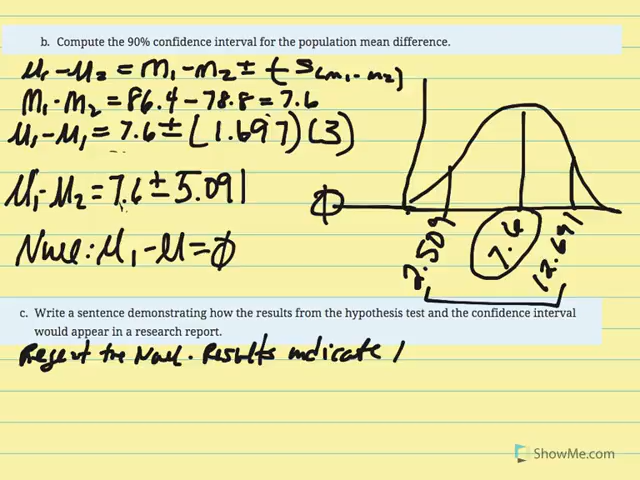 b. Compute the 90% confidence interval for the population mean difference.
μ1-μ2 = m1-m2 ± t S(m1-m2)
m1-m2 = 86.4-78.8 = 7.6
μ1-μ1 = 7.6 ± (1.697)(3)
μ1-μ2 = 7.6 ± 5.091
Null: μ1-μ = ϕ
ϕ
2.509
7.6
12.691
c. Write a sentence demonstrating how the results from the hypothesis test and the confidence interval
would appear in a research report.
Reject the Null. Results indicate
ShowMe.com